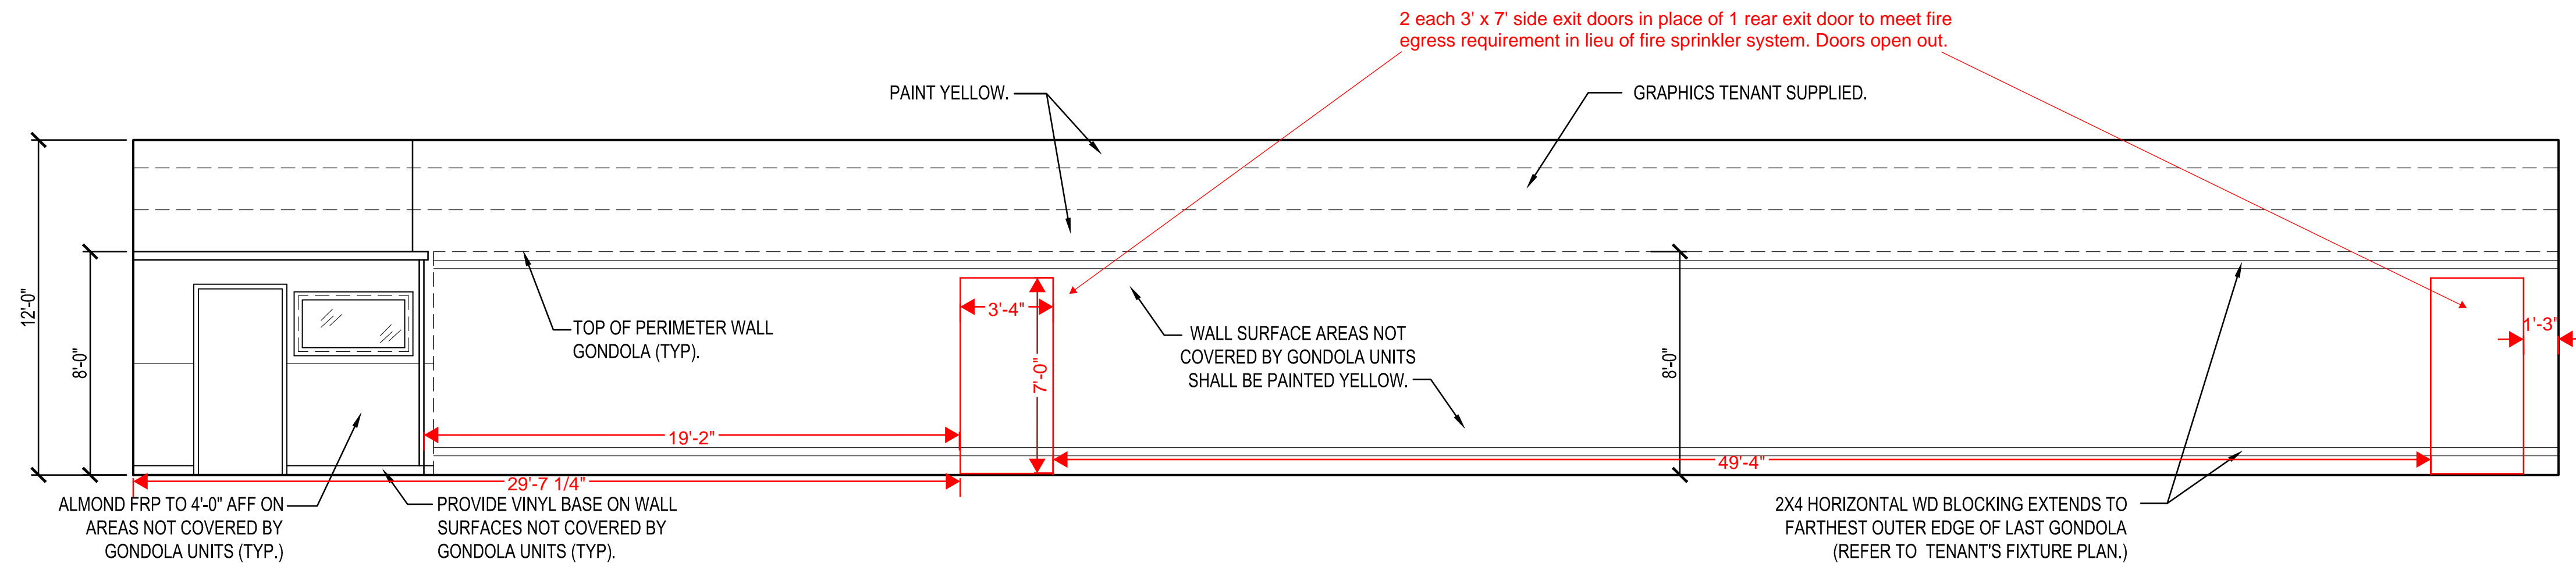 2 each 3' x 7' side exit doors in place of 1 rear exit door to meet fire
egress requirement in lieu of fire sprinkler system. Doors open out.
PAINT YELLOW.
GRAPHICS TENANT SUPPLIED.
12'-0"
8'-0"
TOP OF PERIMETER WALL
GONDOLA (TYP).
3'-4"
7'-0"
WALL SURFACE AREAS NOT
COVERED BY GONDOLA UNITS
SHALL BE PAINTED YELLOW.
8'-0"
1'-3"
19'-2"
49'-4"
29'-7 1/4"
ALMOND FRP TO 4'-0" AFF ON
AREAS NOT COVERED BY
GONDOLA UNITS (TYP.)
PROVIDE VINYL BASE ON WALL
SURFACES NOT COVERED BY
GONDOLA UNITS (TYP).
2X4 HORIZONTAL WD BLOCKING EXTENDS TO
FARTHEST OUTER EDGE OF LAST GONDOLA
(REFER TO TENANT'S FIXTURE PLAN.)